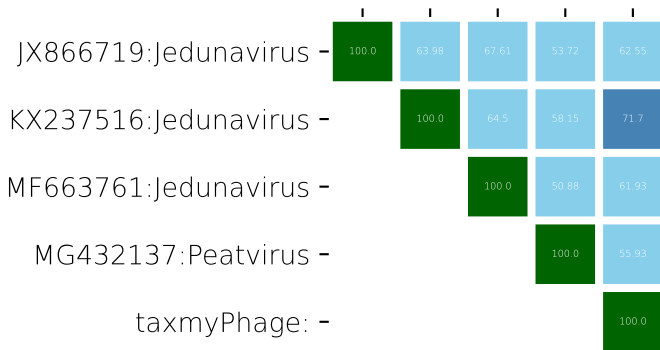 JX866719:Jedunavirus 100.0 63.98 67.61 53.72 62.55
KX237516:Jedunavirus 100.0 64.5 58.15 71.7
MF663761:Jedunavirus 100.0 50.88 61.93
MG432137:Peatvirus 100.0 55.93
taxmyPhage: 100.0